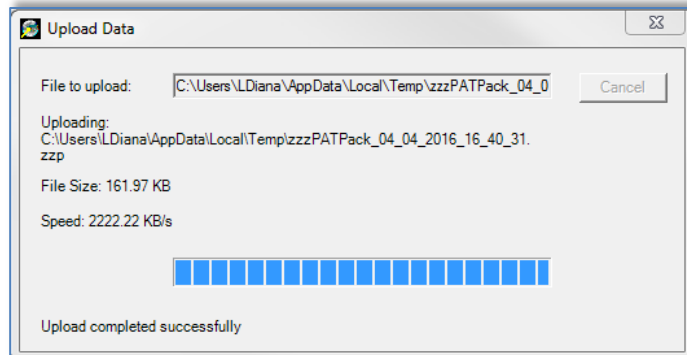 Upload Data
File to upload: C:\Users\LDiana\AppData\Local\Temp\zzzPATPack_04_0 Cancel
Uploading:
C:\Users\LDiana\AppData\Local\Temp\zzzPATPack_04_04_2016_16_40_31.
zzp
File Size: 161.97 KB
Speed: 2222.22 KB/s
Upload completed successfully